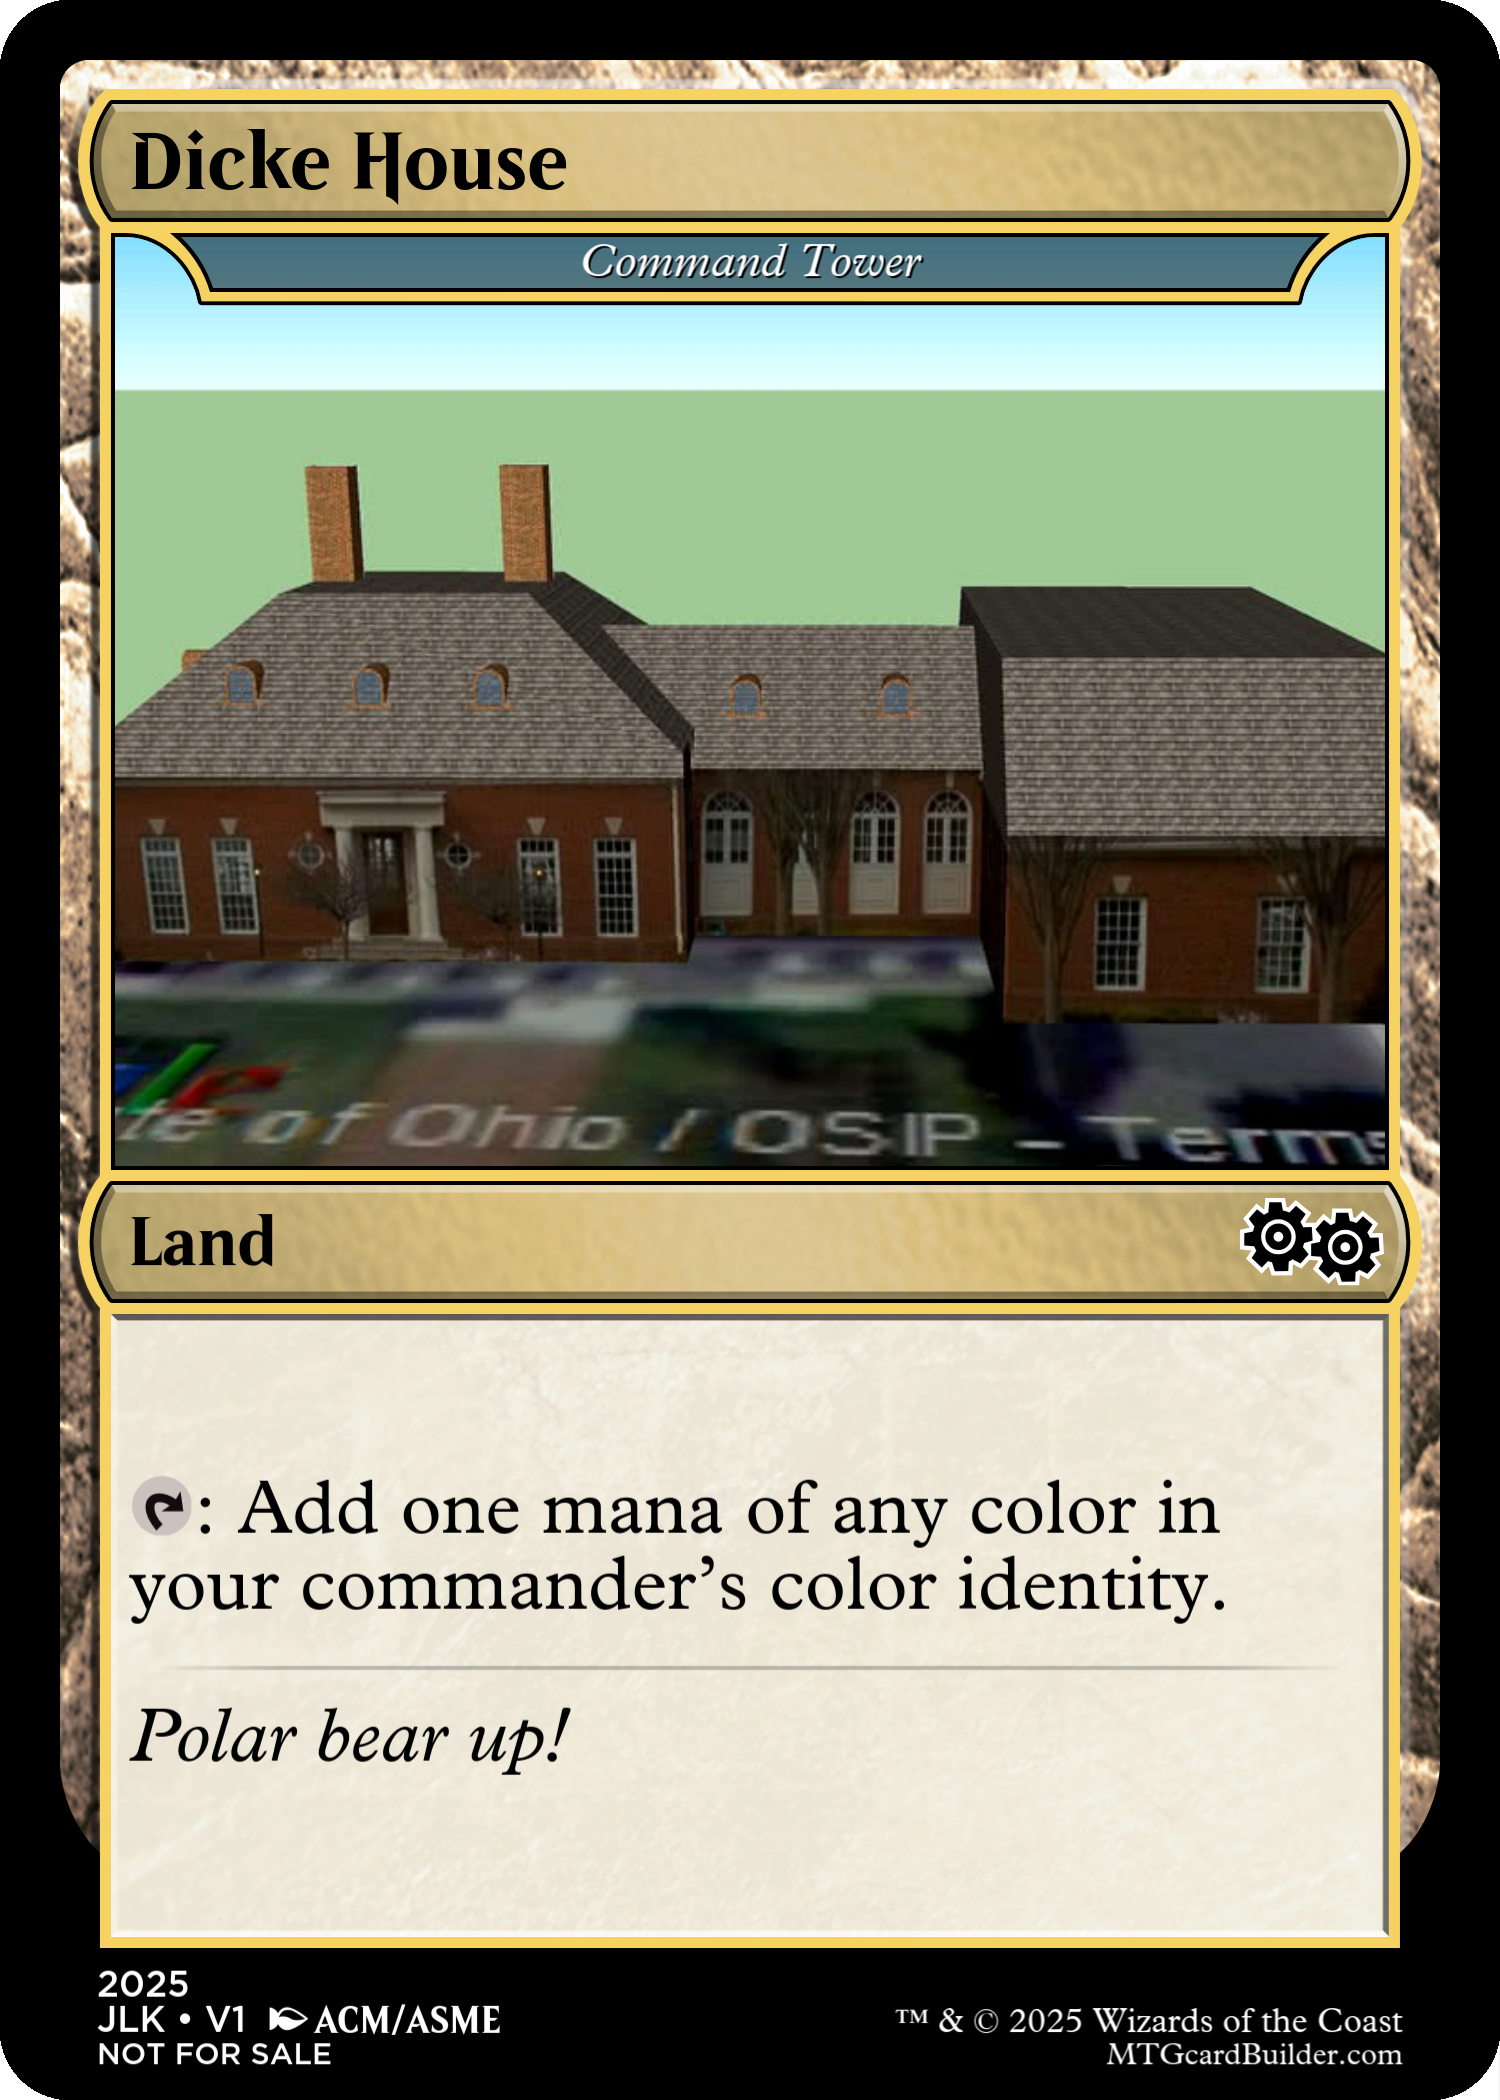 Dicke House
Command Tower
te of Ohio / OSIP - Terms
Land
: Add one mana of any color in
your commander's color identity.
Polar bear up!
2025
JLK • V1 ACM/ASME
NOT FOR SALE
™ & © 2025 Wizards of the Coast
MTGcardBuilder.com